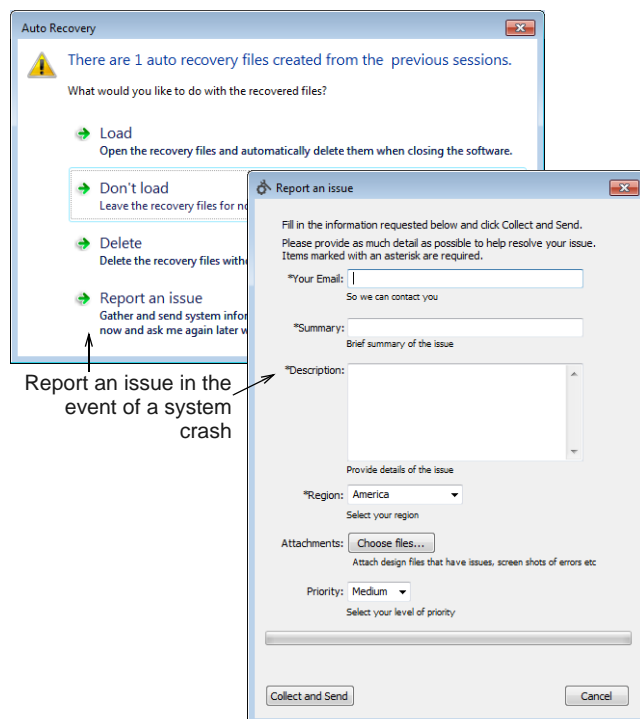 Auto Recovery
There are 1 auto recovery files created from the previous sessions.
What would you like to do with the recovered files?
Load
Open the recovery files and automatically delete them when closing the software.
Don't load
Leave the recovery files for
Delete
Delete the recovery files
Report an issue
Gather and send system
now and ask me again later
Report an issue in the
event of a system
crash
Report an issue
Fill in the information requested below and click Collect and Send.
Please provide as much detail as possible to help resolve your issue.
Items marked with an asterisk are required.
*Your Email:
So we can contact you
*Summary:
Brief summary of the issue
*Description:
Provide details of the issue
*Region: America
Select your region
Attachments: Choose files...
Attach design files that have issues, screen shots of errors etc
Priority: Medium
Select your level of priority
Collect and Send
Cancel